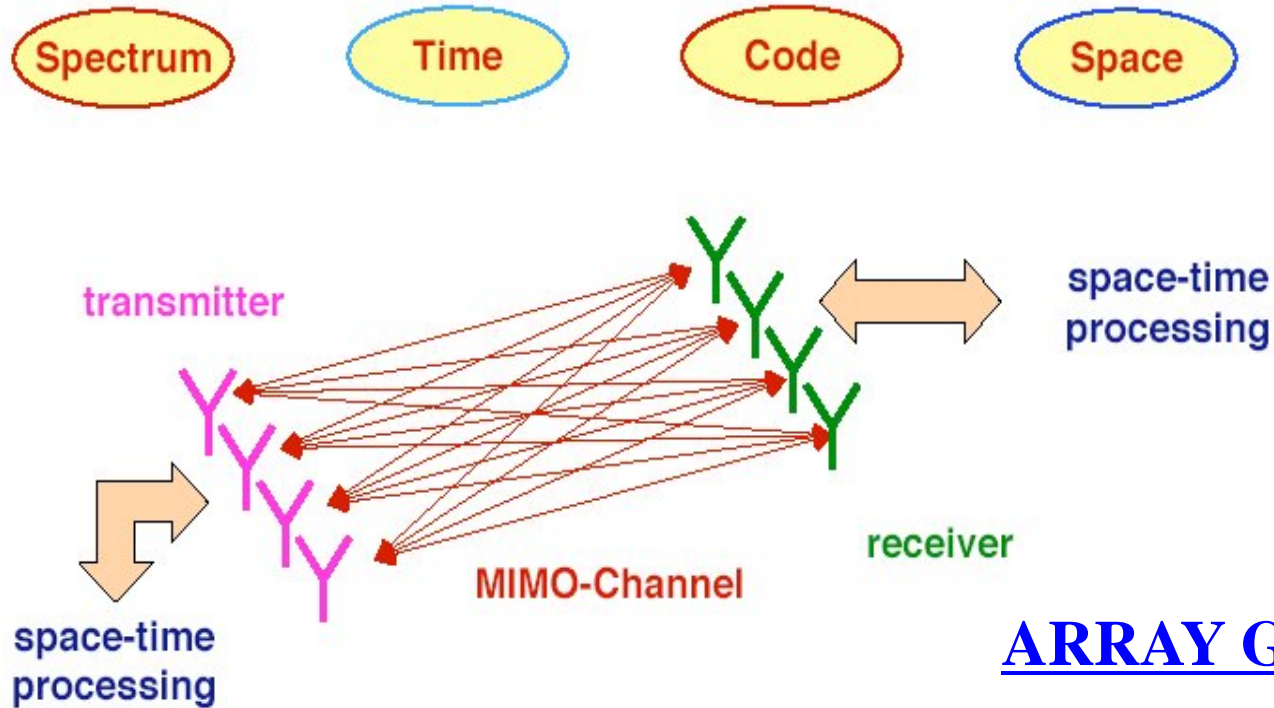 Spectrum
Time
Code
Space
transmitter
space-time
processing
receiver
MIMO-Channel
space-time
processing
ARRAY G